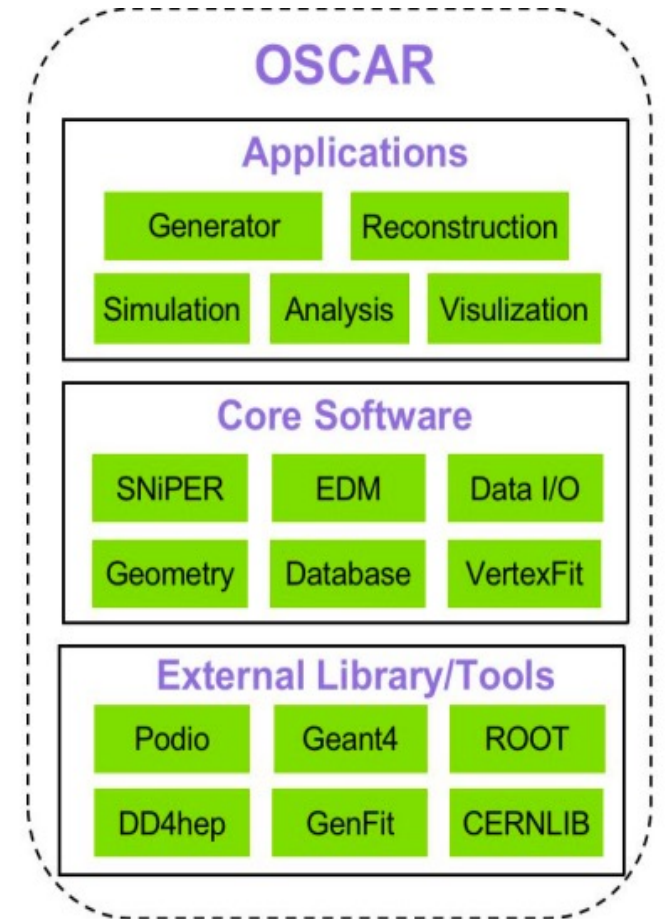 OSCAR
Applications
Generator Reconstruction
Simulation Analysis Visulization
Core Software
SNiPER EDM Data I/O
Geometry Database VertexFit
External Library/Tools
Podio Geant4 ROOT
DD4hep GenFit CERNLIB